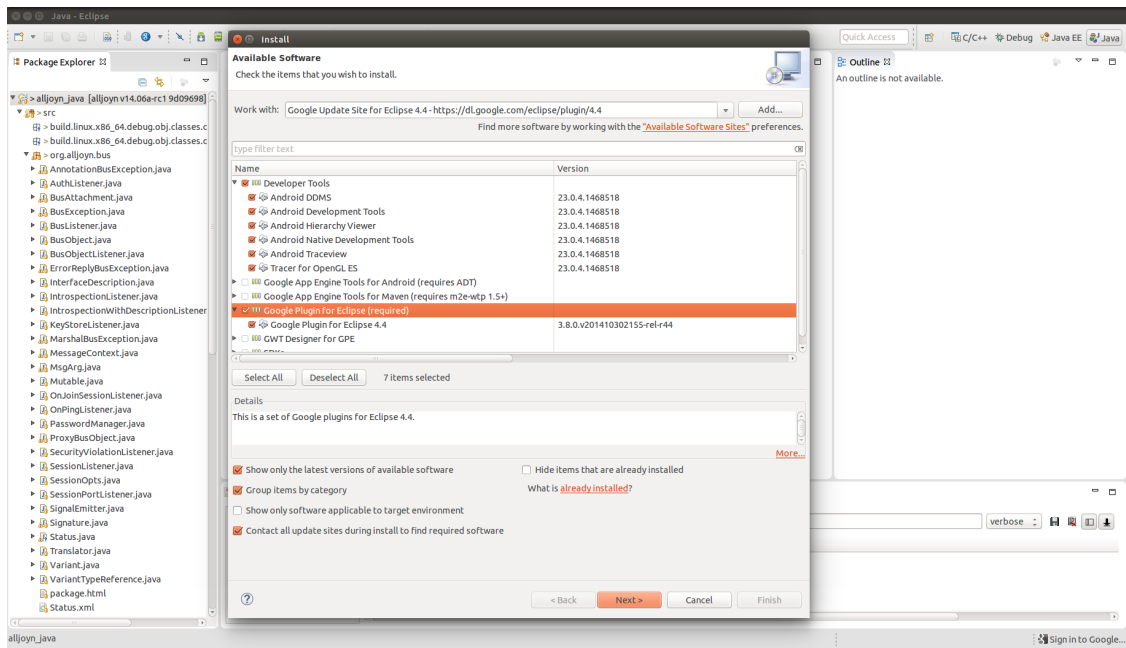 Java - Eclipse
Quick Access
C/C++
Debug
Java EE
Java
Package Explorer
> alljoyn_java [alljoyn v14.06a-rc1 9d09698]
> src
> build.linux.x86_64.debug.obj.classes.c
> build.linux.x86_64.debug.obj.classes.c
> org.alljoyn.bus
AnnotationBusException.java
AuthListener.java
BusAttachment.java
BusException.java
BusListener.java
BusObject.java
BusObjectListener.java
ErrorReplyBusException.java
InterfaceDescription.java
IntrospectionListener.java
IntrospectionWithDescriptionListener
KeyStoreListener.java
MarshalBusException.java
MessageContext.java
MsgArg.java
Mutable.java
OnJoinSessionListener.java
OnPingListener.java
PasswordManager.java
ProxyBusObject.java
SecurityViolationListener.java
SessionListener.java
SessionOpts.java
SessionPortListener.java
SignalEmitter.java
Signature.java
Status.java
Translator.java
Variant.java
VariantTypeReference.java
package.html
Status.xml
Install
Available Software
Check the items that you wish to install.
Work with: Google Update Site for Eclipse 4.4 - https://dl.google.com/eclipse/plugin/4.4 Add...
Find more software by working with the "Available Software Sites" preferences.
type filter text
Name Version
Developer Tools
Android DDMS 23.0.4.1468518
Android Development Tools 23.0.4.1468518
Android Hierarchy Viewer 23.0.4.1468518
Android Native Development Tools 23.0.4.1468518
Android Traceview 23.0.4.1468518
Tracer for OpenGL ES 23.0.4.1468518
Google App Engine Tools for Android (requires ADT)
Google App Engine Tools for Maven (requires m2e-wtp 1.5+)
Google Plugin for Eclipse (required)
Google Plugin for Eclipse 4.4 3.8.0.v201410302155-rel-r44
GWT Designer for GPE
Select All Deselect All 7 items selected
Details
This is a set of Google plugins for Eclipse 4.4.
More...
Show only the latest versions of available software Hide items that are already installed
Group items by category What is already installed?
Show only software applicable to target environment
Contact all update sites during install to find required software
< Back Next > Cancel Finish
Outline
An outline is not available.
verbose
alljoyn_java
Sign in to Google...